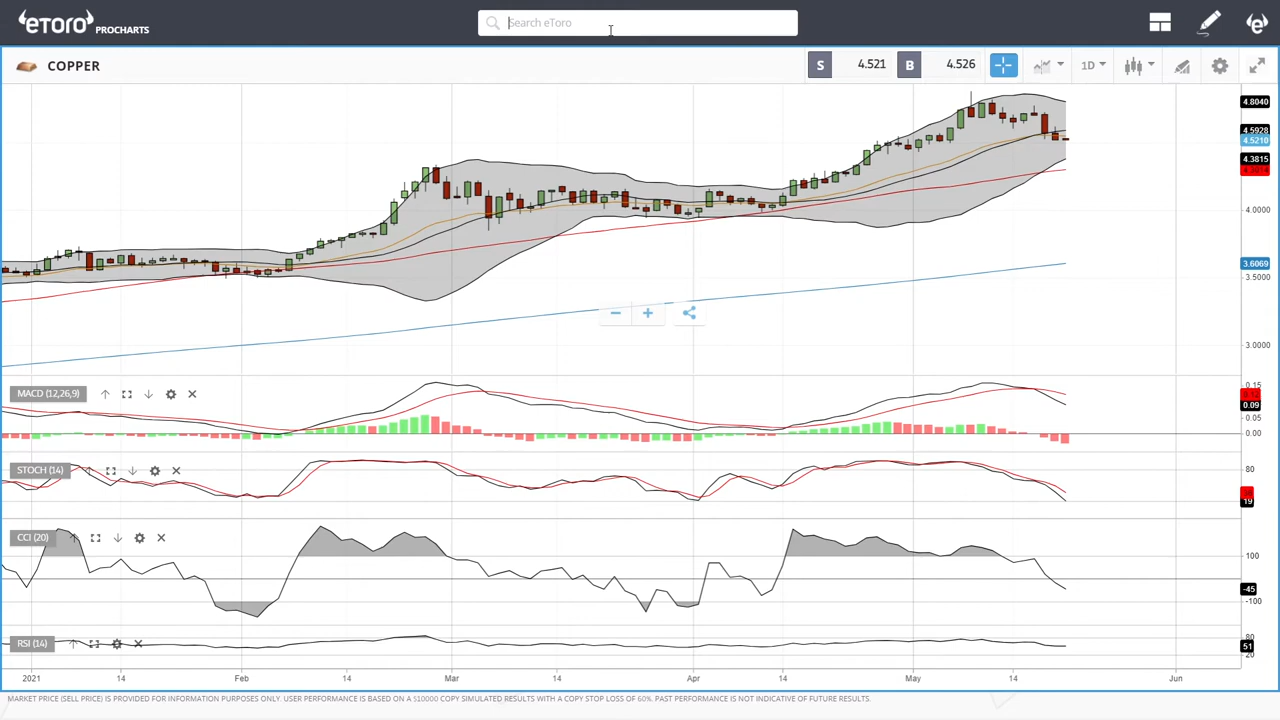 eToro PROCHARTS
Search eToro
COPPER
S 4.521 B 4.526 1D
4.8040
4.5928
4.5210
4.3815
4.0000
3.6069
3.5000
3.0000
MACD (12,26,9)
0.15
0.09
0.05
0.00
STOCH (14)
80
19
CCI (20)
100
-45
-100
RSI (14)
80
51
20
2021 14 Feb 14 Mar 14 Apr 14 May 14 Jun
MARKET PRICE (SELL PRICE) IS PROVIDED FOR INFORMATION PURPOSES ONLY. USER PERFORMANCE IS BASED ON A $10000 COPY SIMULATED RESULTS WITH A COPY STOP LOSS OF 60%. PAST PERFORMANCE IS NOT INDICATIVE OF FUTURE RESULTS.